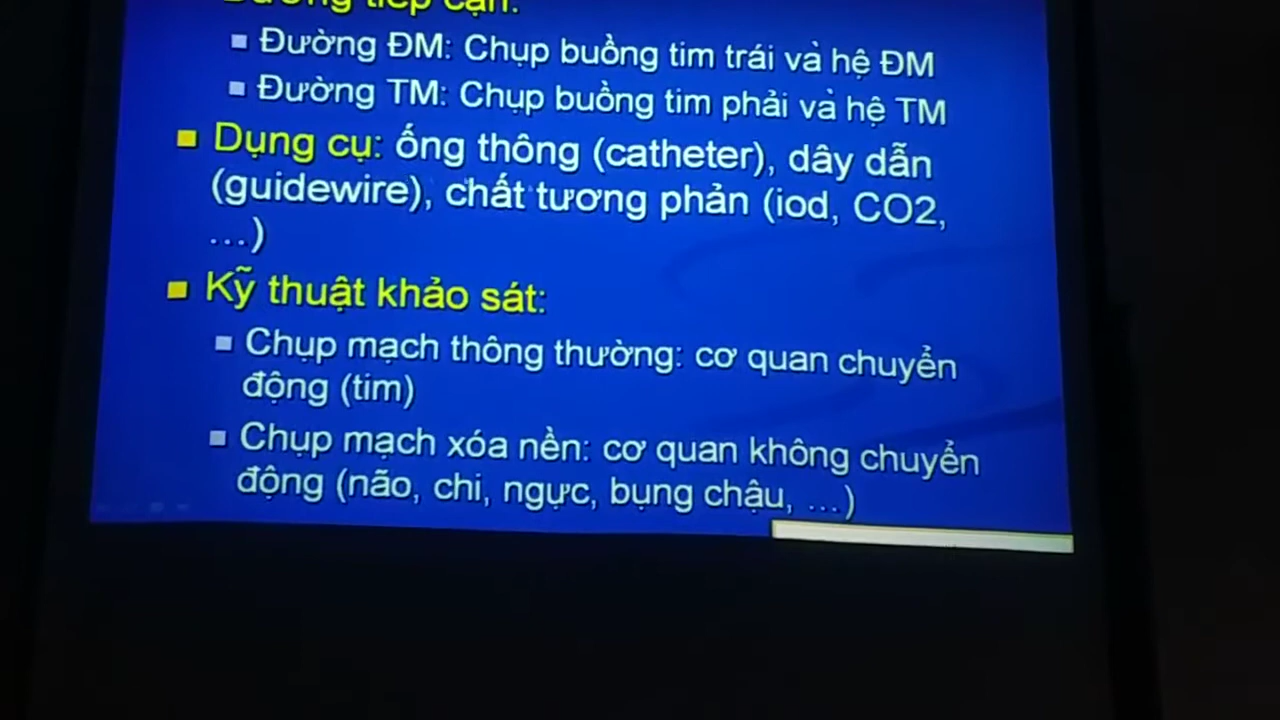 Đường tiếp cận:
Đường ĐM: Chụp buồng tim trái và hệ ĐM
Đường TM: Chụp buồng tim phải và hệ TM
Dụng cụ: ống thông (catheter), dây dẫn
(guidewire), chất tương phản (iod, CO2,
...)
Kỹ thuật khảo sát:
Chụp mạch thông thường: cơ quan chuyển
động (tim)
Chụp mạch xóa nền: cơ quan không chuyển
động (não, chi, ngực, bụng chậu, ...)